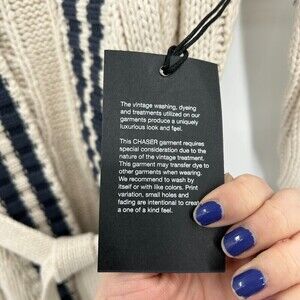 The vintage washing, dyeing
and treatments utilized on our
garments produce a uniquely
luxurious look and feel.
This CHASER garment requires
special consideration due to the
nature of the vintage treatment.
This garment may transfer dye to
other garments when wearing.
We recommend to wash by
itself or with like colors. Print
variation, small holes and
fading are intentional to create
a one of a kind feel.